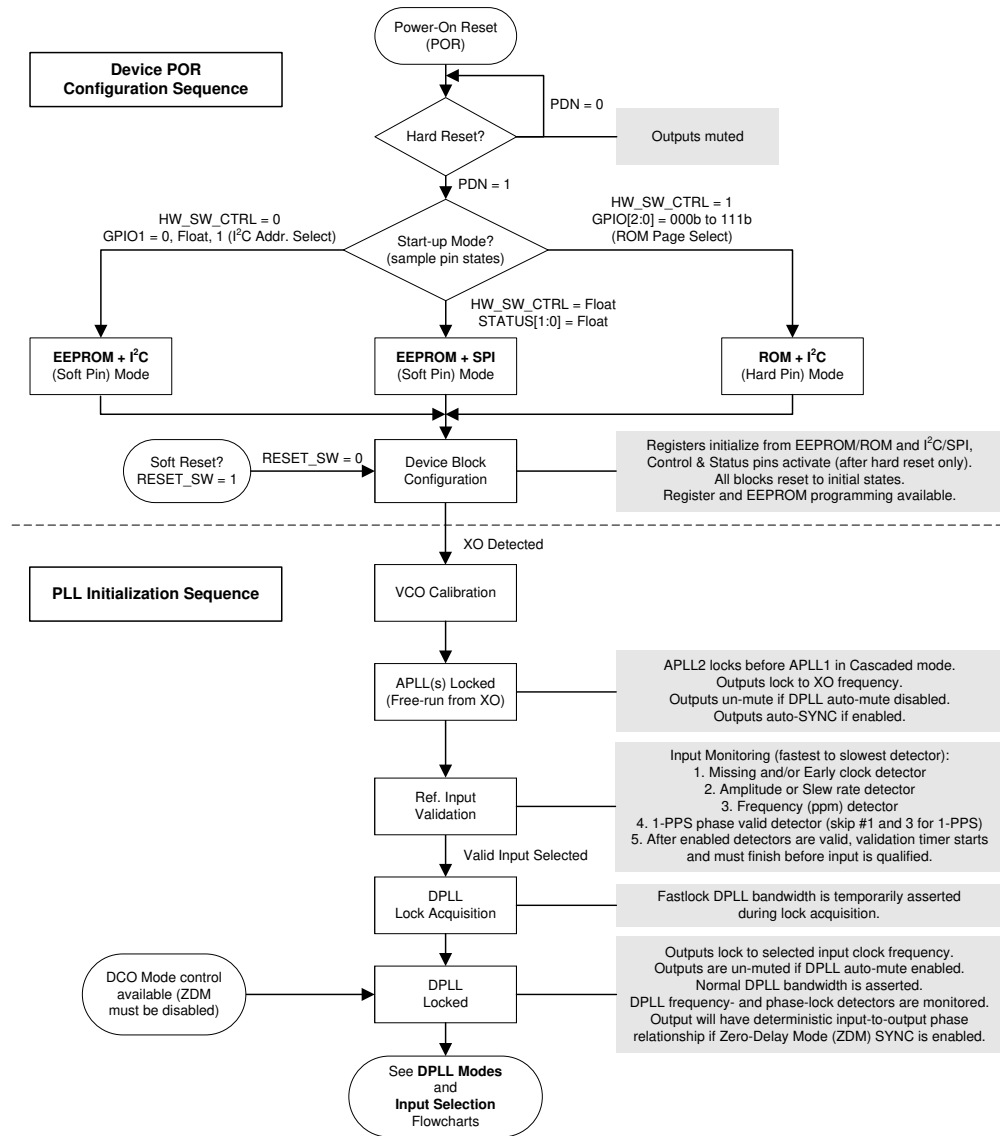 Power-On Reset
(POR)
Device POR
Configuration Sequence
PDN = 0
Hard Reset?
Outputs muted
PDN = 1
HW_SW_CTRL = 0
GPIO1 = 0, Float, 1 (I²C Addr. Select)
HW_SW_CTRL = 1
GPIO[2:0] = 000b to 111b
(ROM Page Select)
Start-up Mode?
(sample pin states)
HW_SW_CTRL = Float
STATUS[1:0] = Float
EEPROM + I²C
(Soft Pin) Mode
EEPROM + SPI
(Soft Pin) Mode
ROM + I²C
(Hard Pin) Mode
Soft Reset?
RESET_SW = 1
RESET_SW = 0
Device Block
Configuration
Registers initialize from EEPROM/ROM and I²C/SPI,
Control & Status pins activate (after hard reset only).
All blocks reset to initial states.
Register and EEPROM programming available.
XO Detected
PLL Initialization Sequence
VCO Calibration
APLL(s) Locked
(Free-run from XO)
APLL2 locks before APLL1 in Cascaded mode.
Outputs lock to XO frequency.
Outputs un-mute if DPLL auto-mute disabled.
Outputs auto-SYNC if enabled.
Ref. Input
Validation
Input Monitoring (fastest to slowest detector):
1. Missing and/or Early clock detector
2. Amplitude or Slew rate detector
3. Frequency (ppm) detector
4. 1-PPS phase valid detector (skip #1 and 3 for 1-PPS)
5. After enabled detectors are valid, validation timer starts
and must finish before input is qualified.
Valid Input Selected
DPLL
Lock Acquisition
Fastlock DPLL bandwidth is temporarily asserted
during lock acquisition.
DCO Mode control
available (ZDM
must be disabled)
DPLL
Locked
Outputs lock to selected input clock frequency.
Outputs are un-muted if DPLL auto-mute enabled.
Normal DPLL bandwidth is asserted.
DPLL frequency- and phase-lock detectors are monitored.
Output will have deterministic input-to-output phase
relationship if Zero-Delay Mode (ZDM) SYNC is enabled.
See DPLL Modes
and
Input Selection
Flowcharts